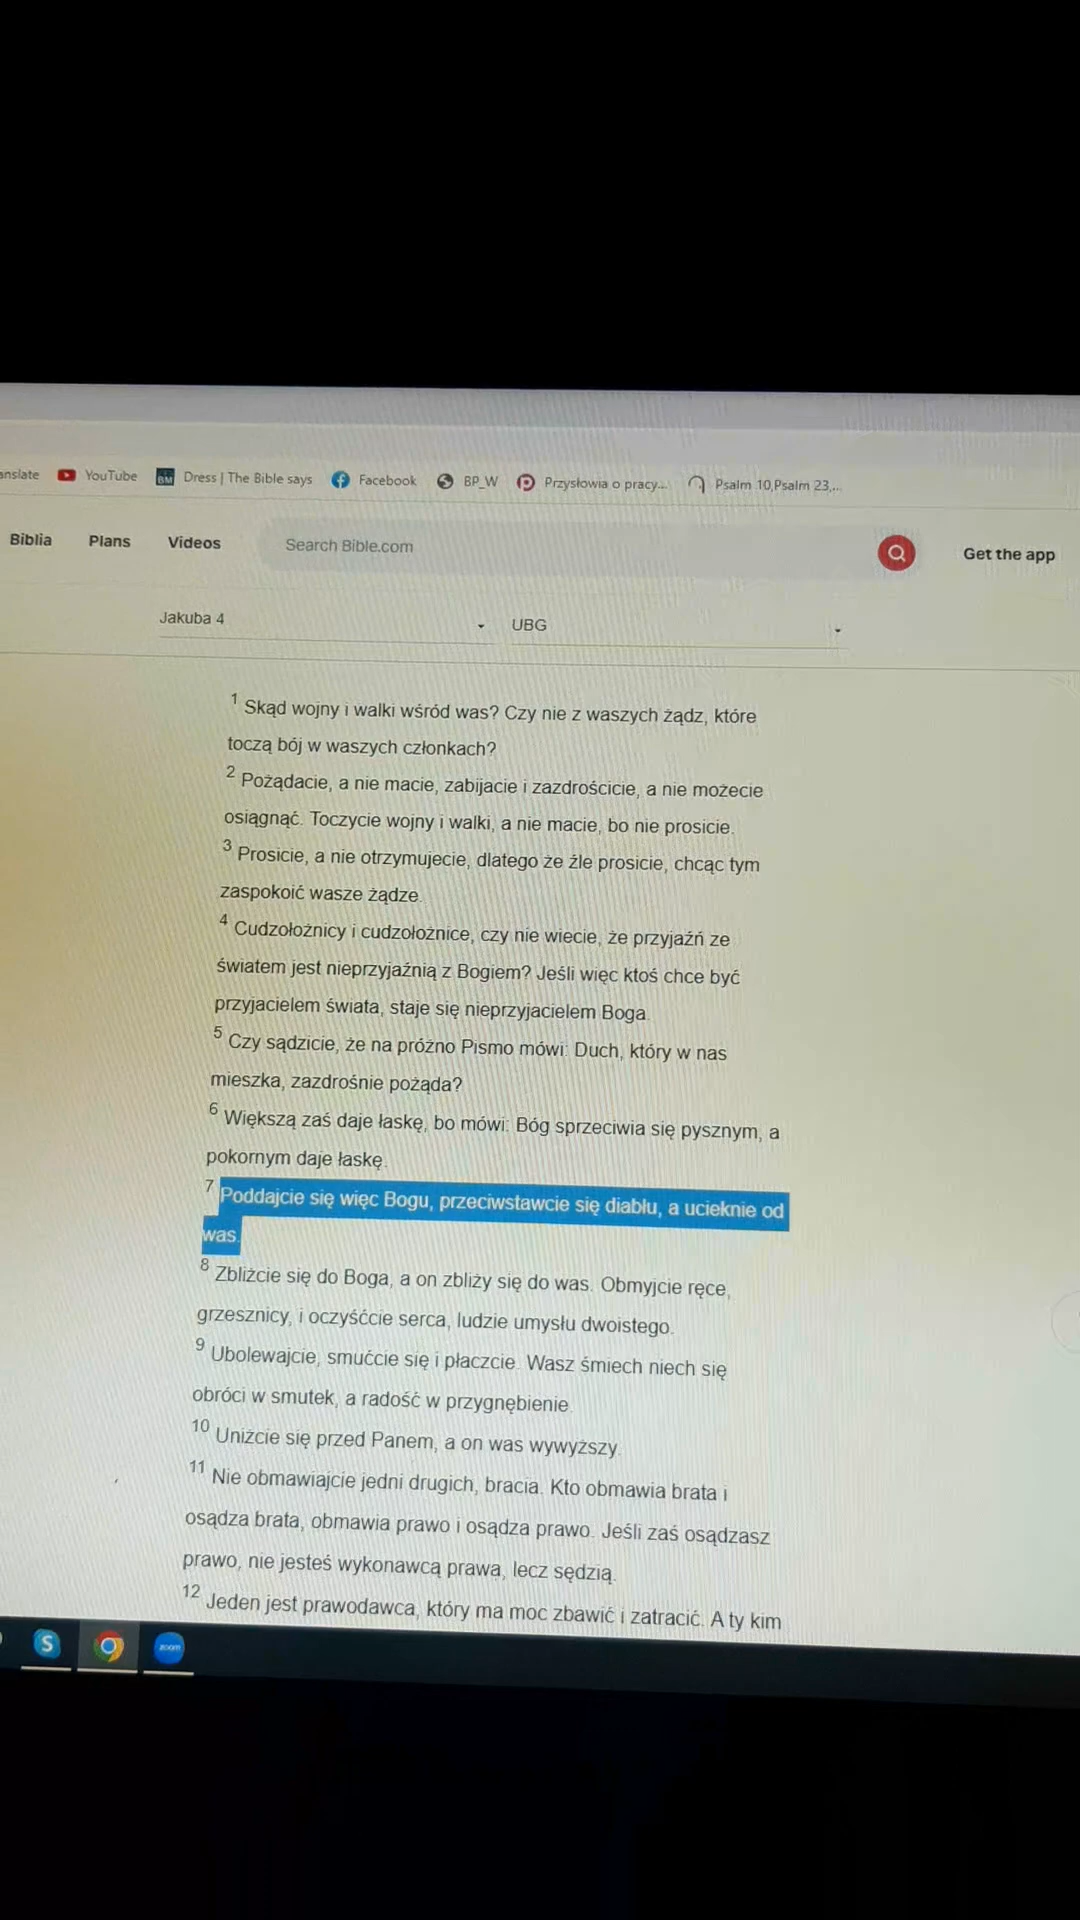 YouTube
Dress | The Bible says
Facebook
BP_W
Przysłowia o pracy...
Psalm 10,Psalm 23,...
Biblia
Plans
Videos
Search Bible.com
Get the app
Jakuba 4
UBG
1 Skąd wojny i walki wśród was? Czy nie z waszych żądz, które
toczą bój w waszych członkach?
2 Pożądacie, a nie macie, zabijacie i zazdrościcie, a nie możecie
osiągnąć. Toczycie wojny i walki, a nie macie, bo nie prosicie.
3 Prosicie, a nie otrzymujecie, dlatego że źle prosicie, chcąc tym
zaspokoić wasze żądze.
4 Cudzołożnicy i cudzołożnice, czy nie wiecie, że przyjaźń ze
światem jest nieprzyjaźnią z Bogiem? Jeśli więc ktoś chce być
przyjacielem świata, staje się nieprzyjacielem Boga.
5 Czy sądzicie, że na próżno Pismo mówi: Duch, który w nas
mieszka, zazdrośnie pożąda?
6 Większą zaś daje łaskę, bo mówi: Bóg sprzeciwia się pysznym, a
pokornym daje łaskę.
7 Poddajcie się więc Bogu, przeciwstawcie się diabłu, a ucieknie od
was.
8 Zbliżcie się do Boga, a on zbliży się do was. Obmyjcie ręce,
grzesznicy, i oczyśćcie serca, ludzie umysłu dwoistego.
9 Ubolewajcie, smućcie się i płaczcie. Wasz śmiech niech się
obróci w smutek, a radość w przygnębienie.
10 Uniżcie się przed Panem, a on was wywyższy.
11 Nie obmawiajcie jedni drugich, bracia. Kto obmawia brata i
osądza brata, obmawia prawo i osądza prawo. Jeśli zaś osądzasz
prawo, nie jesteś wykonawcą prawa, lecz sędzią.
12 Jeden jest prawodawca, który ma moc zbawić i zatracić. A ty kim
zoom